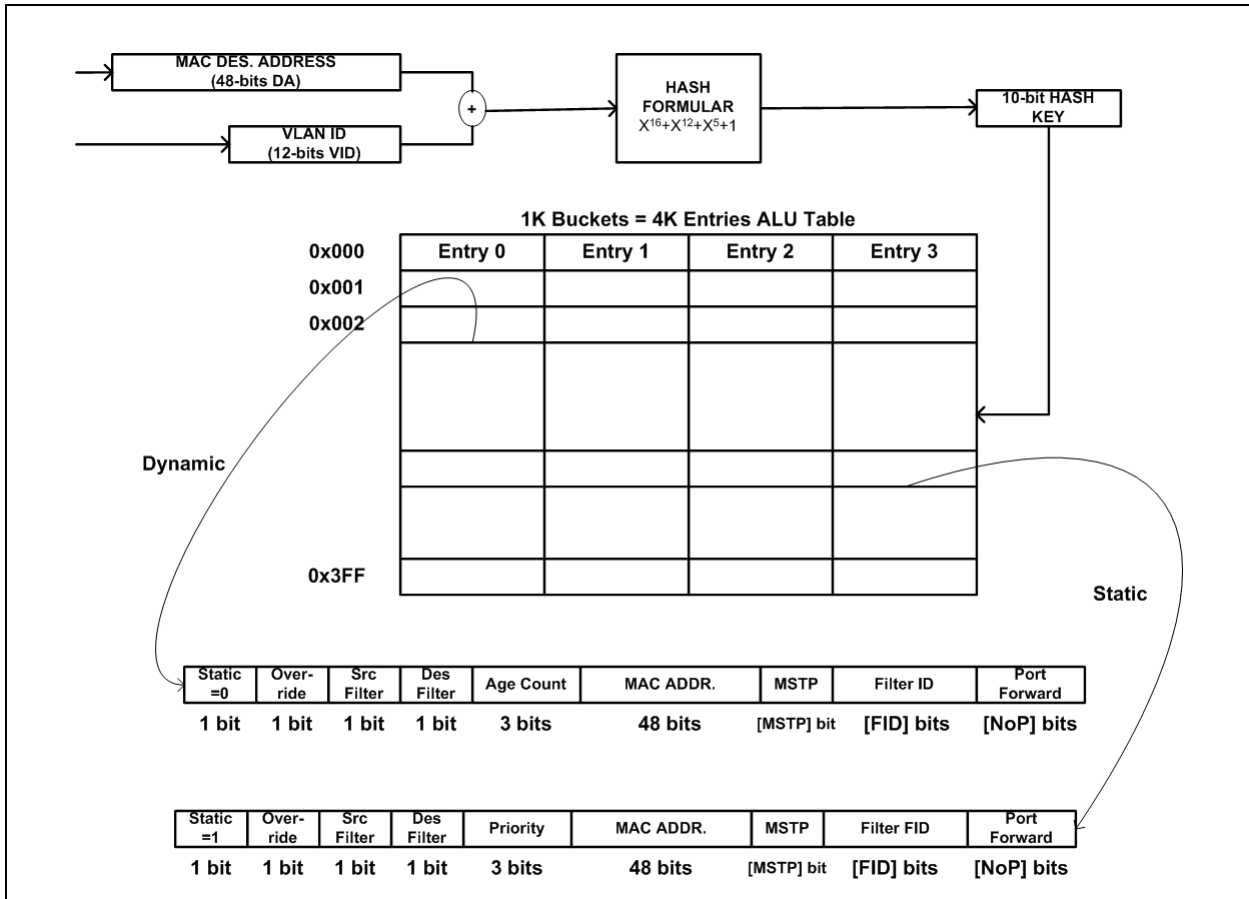 MAC DES. ADDRESS
(48-bits DA)
VLAN ID
(12-bits VID)
+
HASH
FORMULAR
X¹⁶+X¹²+X⁵+1
10-bit HASH
KEY
1K Buckets = 4K Entries ALU Table
0x000
Entry 0
Entry 1
Entry 2
Entry 3
0x001
0x002
0x3FF
Dynamic
Static
Static
=0
Over-
ride
Src
Filter
Des
Filter
Age Count
MAC ADDR.
MSTP
Filter ID
Port
Forward
1 bit
1 bit
1 bit
1 bit
3 bits
48 bits
[MSTP] bit
[FID] bits
[NoP] bits
Static
=1
Over-
ride
Src
Filter
Des
Filter
Priority
MAC ADDR.
MSTP
Filter FID
Port
Forward
1 bit
1 bit
1 bit
1 bit
3 bits
48 bits
[MSTP] bit
[FID] bits
[NoP] bits